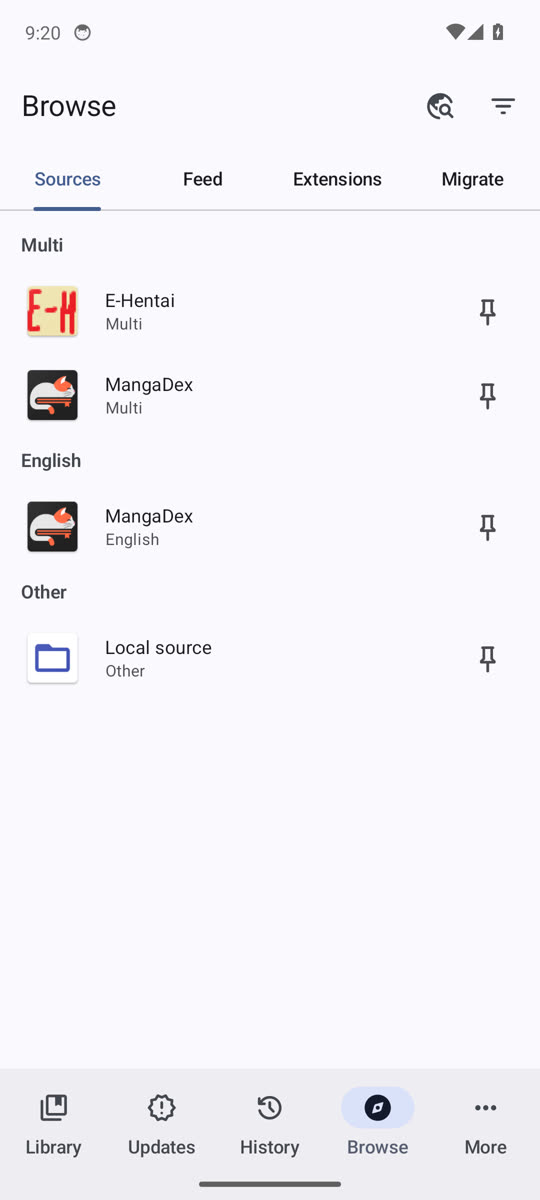 9:20
Browse
Sources
Feed
Extensions
Migrate
Multi
E-H
E-Hentai
Multi
MangaDex
Multi
English
MangaDex
English
Other
Local source
Other
Library
Updates
History
Browse
More